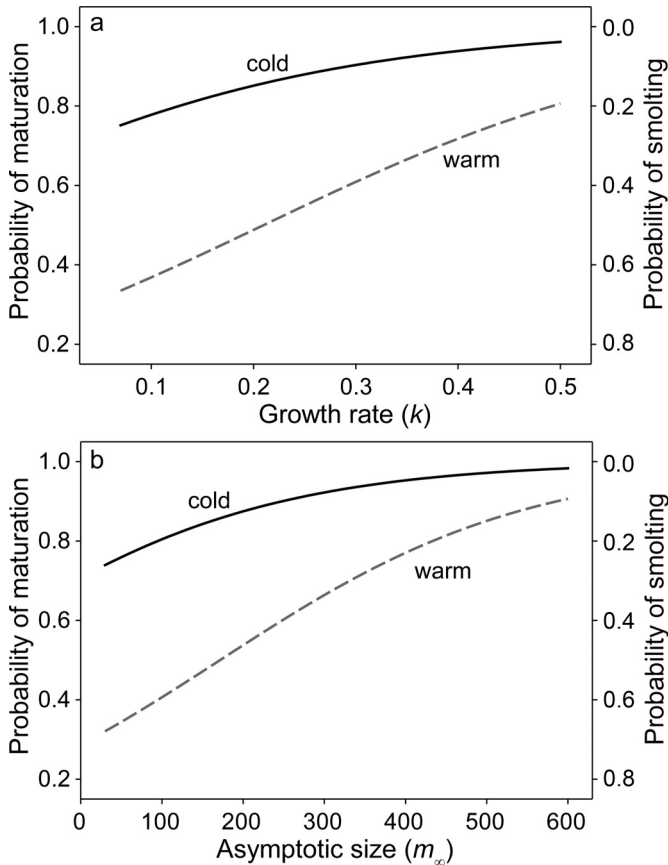 a
Probability of maturation
1.0
0.8
0.6
0.4
0.2
cold
warm
0.0
0.2
0.4
0.6
0.8
Probability of smolting
0.1 0.2 0.3 0.4 0.5
Growth rate (k)
b
Probability of maturation
1.0
0.8
0.6
0.4
0.2
cold
warm
0.0
0.2
0.4
0.6
0.8
Probability of smolting
0 100 200 300 400 500 600
Asymptotic size (m∞)